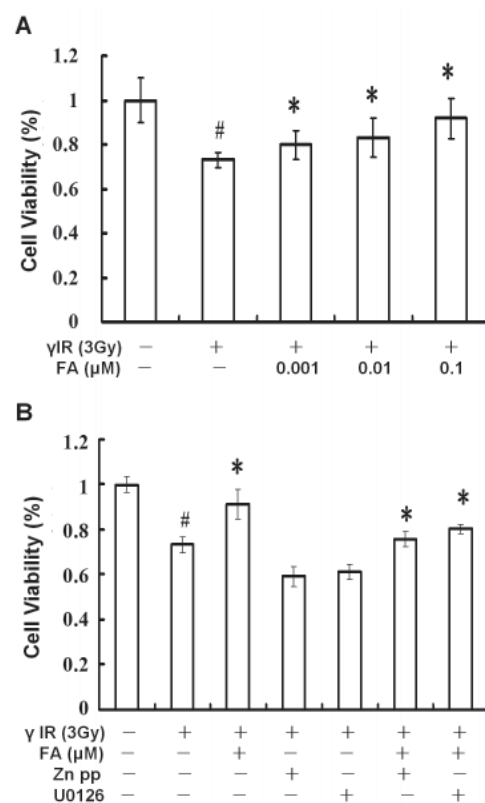 A
Cell Viability (%)
1.2
*
*
*
1
#
0.8
0.6
0.4
0.2
0
γIR (3Gy) − + + + +
FA (μM) − − 0.001 0.01 0.1
B
Cell Viability (%)
1.2
*
1
#
*
*
0.8
0.6
0.4
0.2
0
γ IR (3Gy) − + + + + + +
FA (μM) − − + − − + +
Zn pp − − − + − + −
U0126 − − − − + − +